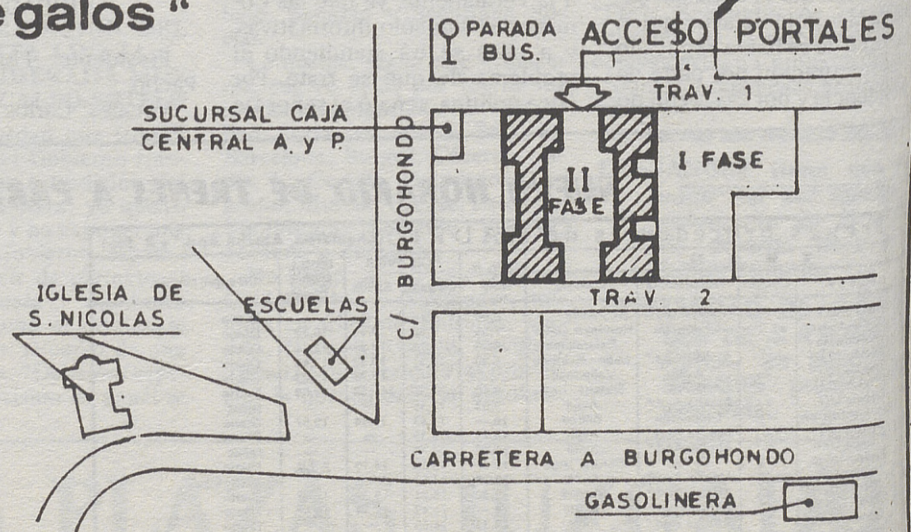 galos"
PARADA
BUS.
ACCESO PORTALES
TRAV. 1
SUCURSAL CAJA
CENTRAL A. y P.
C/ BURGOHONDO
I FASE
II
FASE
TRAV. 2
IGLESIA DE
S. NICOLAS
ESCUELAS
CARRETERA A BURGOHONDO
GASOLINERA